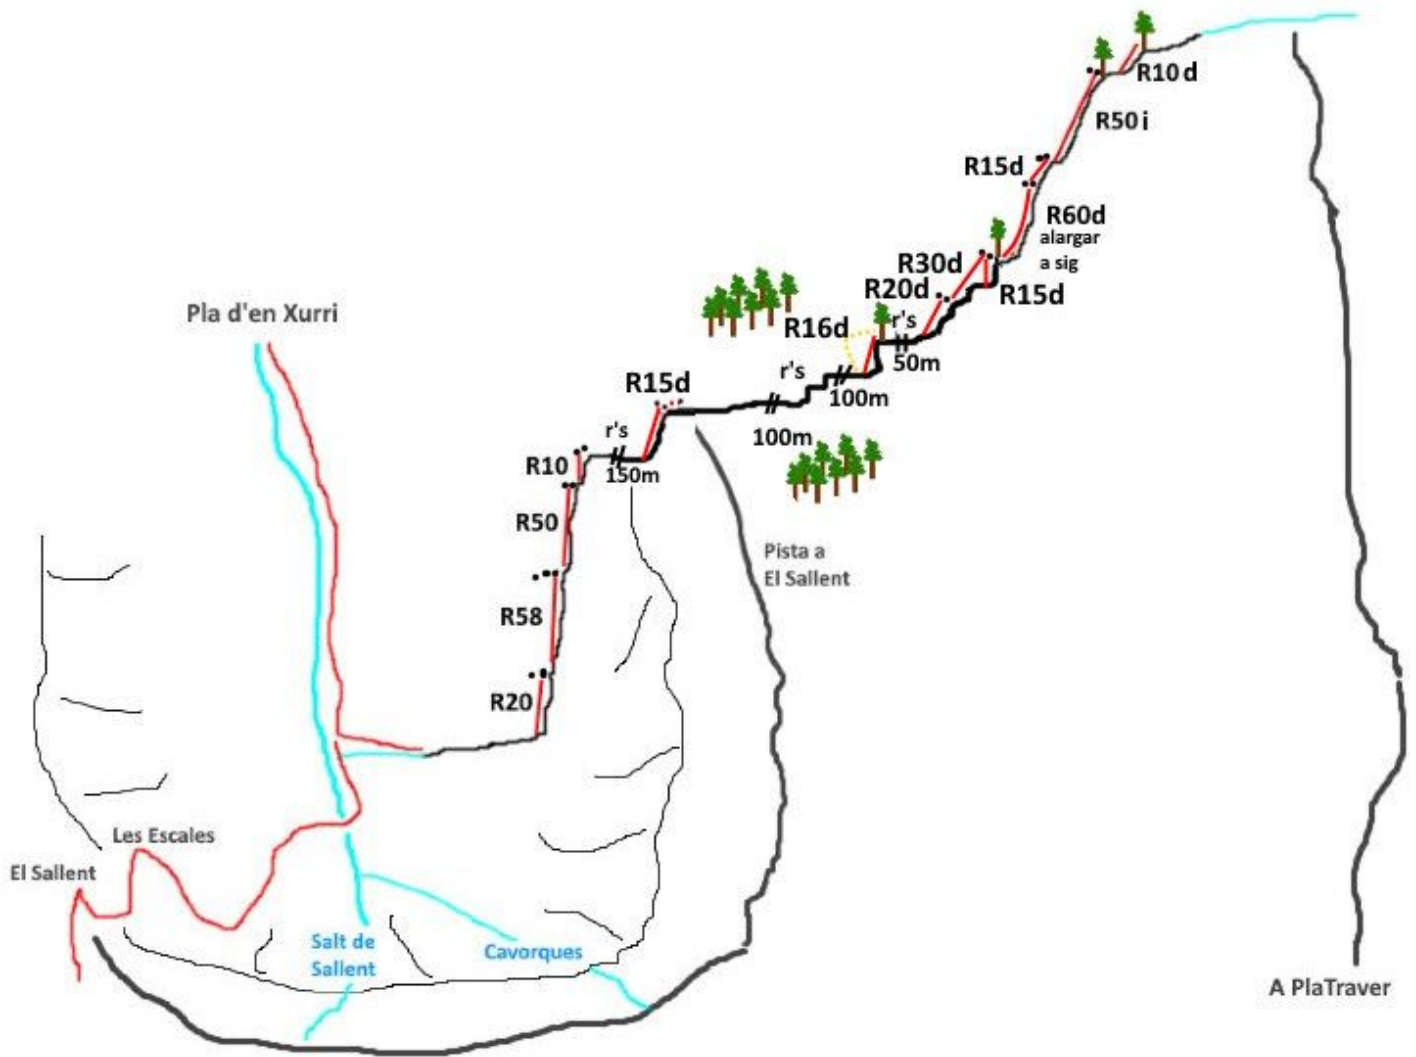 R10 d
R50 i
R15d
R60d
alargar
a sig
R30d
R20d
R15d
Pla d'en Xurri
R16d
r's
50m
r's
100m
R15d
100m
r's
R10
150m
R50
Pista a
El Sallent
R58
R20
Les Escales
El Sallent
Salt de
Sallent
Cavorques
A PlaTraver